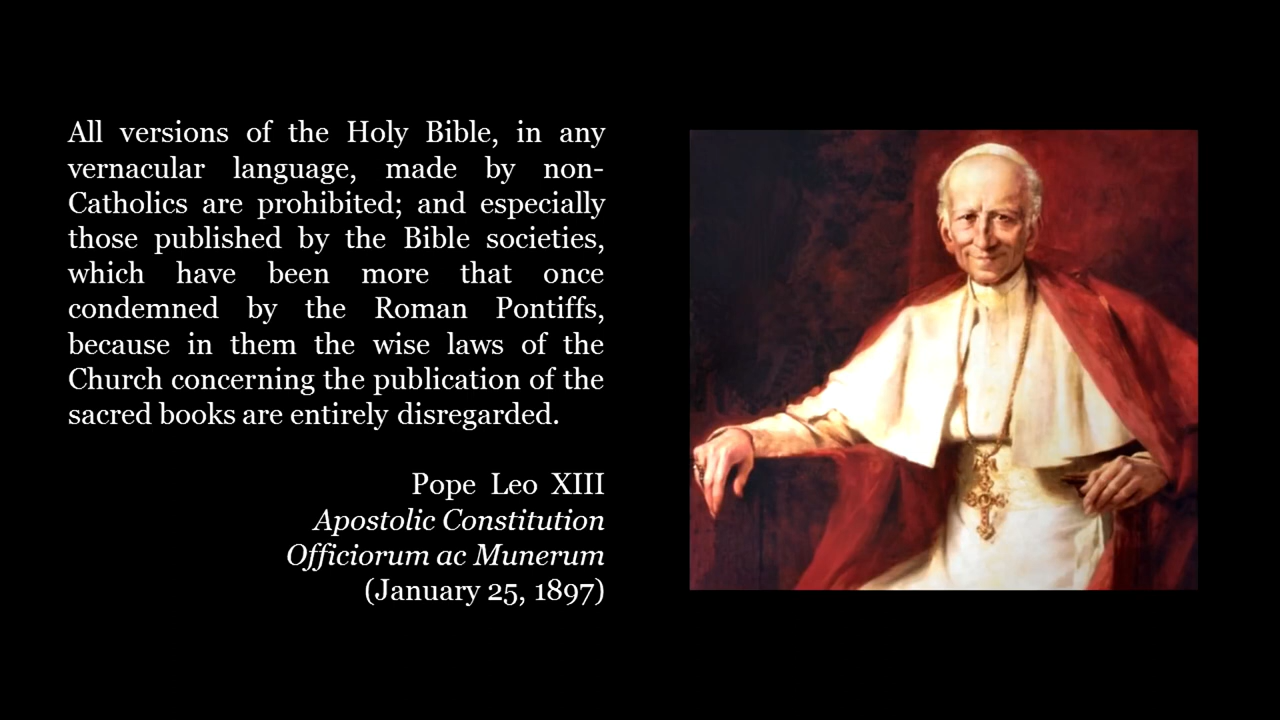 All versions of the Holy Bible, in any
vernacular language, made by non-
Catholics are prohibited; and especially
those published by the Bible societies,
which have been more that once
condemned by the Roman Pontiffs,
because in them the wise laws of the
Church concerning the publication of the
sacred books are entirely disregarded.
Pope Leo XIII
Apostolic Constitution
Officiorum ac Munerum
(January 25, 1897)